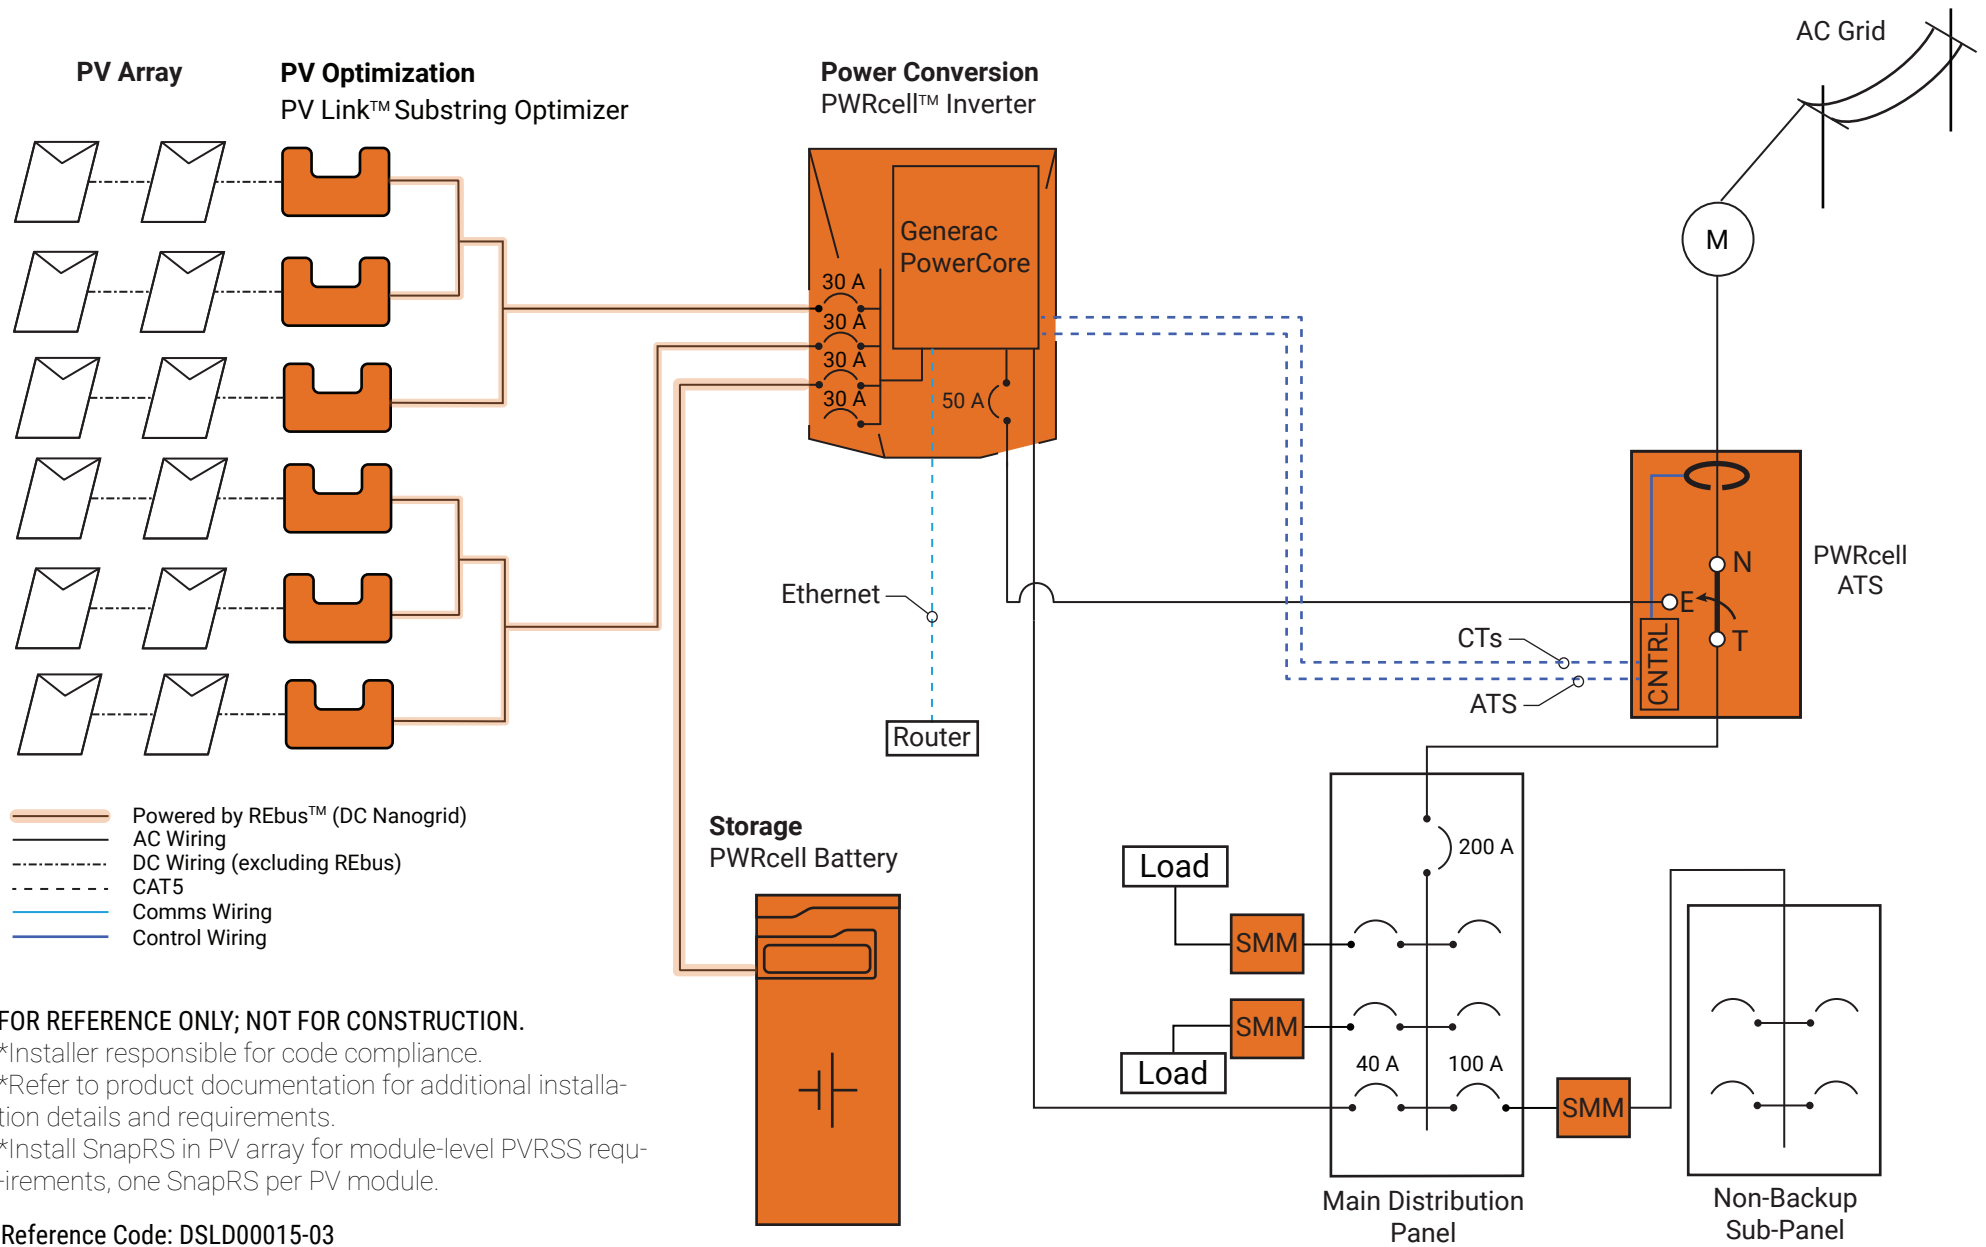 AC Grid
PV Array
PV Optimization
PV Link™ Substring Optimizer
Power Conversion
PWRcell™ Inverter
Generac
PowerCore
30 A
30 A
30 A
30 A
50 A
M
N
E
T
CNTRL
PWRcell
ATS
Ethernet
CTs
ATS
Router
Powered by REbus™ (DC Nanogrid)
AC Wiring
DC Wiring (excluding REbus)
CAT5
Comms Wiring
Control Wiring
Storage
PWRcell Battery
Load
SMM
SMM
Load
200 A
40 A
100 A
SMM
Main Distribution
Panel
Non-Backup
Sub-Panel
FOR REFERENCE ONLY; NOT FOR CONSTRUCTION.
*Installer responsible for code compliance.
*Refer to product documentation for additional installa-
tion details and requirements.
*Install SnapRS in PV array for module-level PVRSS requ-
-irements, one SnapRS per PV module.
Reference Code: DSLD00015-03